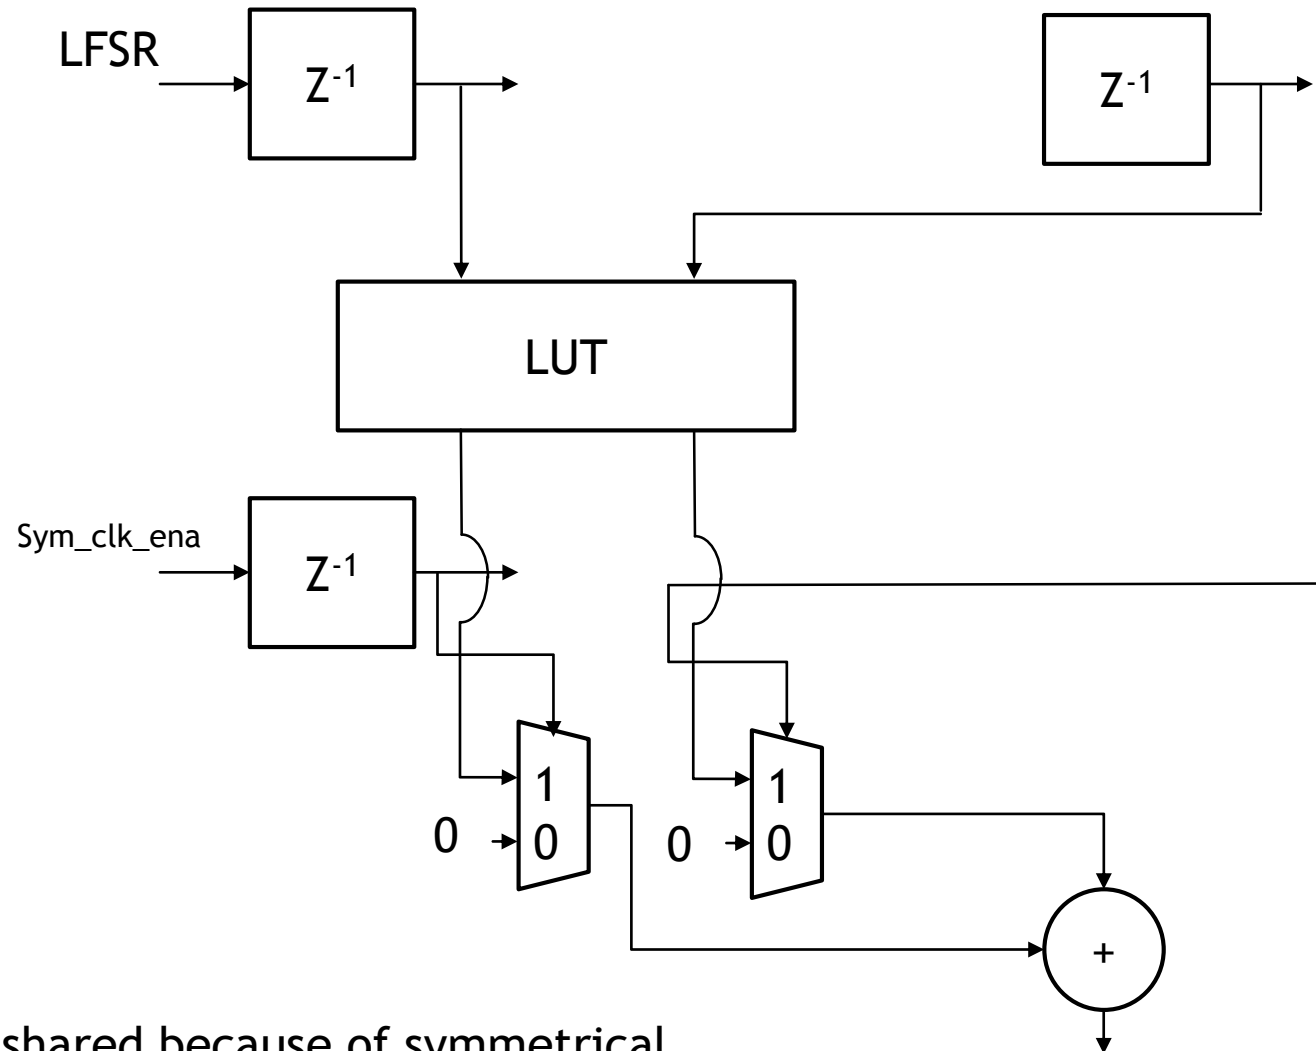 LFSR
Z-1
Z-1
LUT
Sym_clk_ena
Z-1
1
0
0
1
0
0
+
shared because of symmetrical